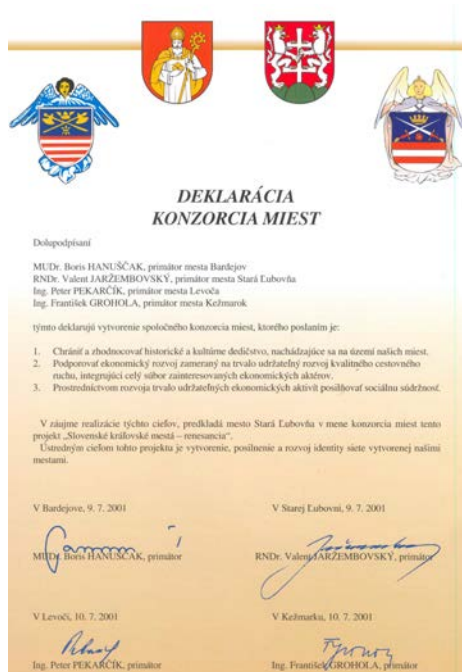 DEKLARÁCIA
KONZORCIA MIEST
Dolupodpísaní
MUDr. Boris HANUŠČAK, primátor mesta Bardejov
RNDr. Valent JARŽEMBOVSKÝ, primátor mesta Stará Ľubovňa
Ing. Peter PEKARČÍK, primátor mesta Levoča
Ing. František GROHOLA, primátor mesta Kežmarok
týmto deklarujú vytvorenie spoločného konzorcia miest, ktorého poslaním je:
1. Chrániť a zhodnocovať historické a kultúrne dedičstvo, nachádzajúce sa na území našich miest.
2. Podporovať ekonomický rozvoj zameraný na trvalo udržateľný rozvoj kvalitného cestovného
ruchu, integrujúci celý súbor zainteresovaných ekonomických aktérov.
3. Prostredníctvom rozvoja trvalo udržateľných ekonomických aktivít posilňovať sociálnu súdržnosť.
V záujme realizácie týchto cieľov, predkladá mesto Stará Ľubovňa v mene konzorcia miest tento
projekt „Slovenské kráľovské mestá – renesancia“.
Ústredným cieľom tohto projektu je vytvorenie, posilnenie a rozvoj identity siete vytvorenej našimi
mestami.
V Bardejove, 9. 7. 2001
V Starej Ľubovni, 9. 7. 2001
MUDr. Boris HANUŠČAK, primátor
RNDr. Valent JARŽEMBOVSKÝ, primátor
V Levoči, 10. 7. 2001
V Kežmarku, 10. 7. 2001
Ing. Peter PEKARČÍK, primátor
Ing. František GROHOLA, primátor